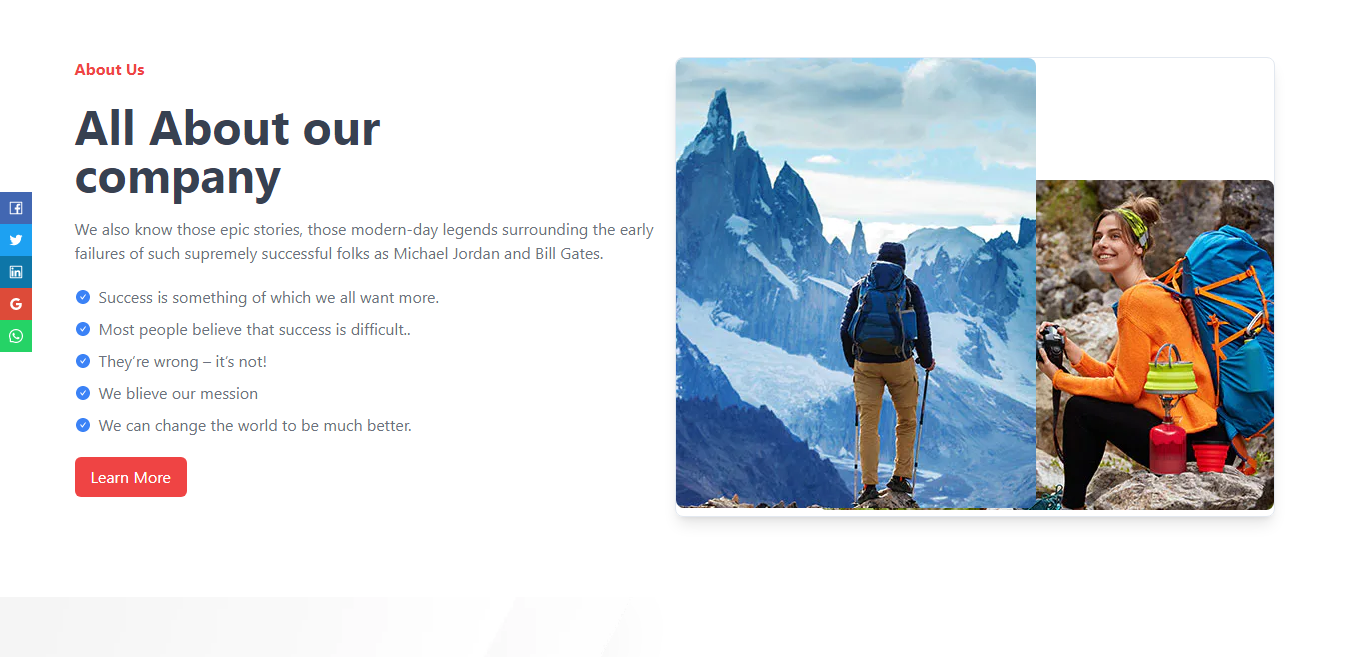 About Us
All About our
company
We also know those epic stories, those modern-day legends surrounding the early
failures of such supremely successful folks as Michael Jordan and Bill Gates.
Success is something of which we all want more.
Most people believe that success is difficult..
They’re wrong – it’s not!
We blieve our mession
We can change the world to be much better.
Learn More